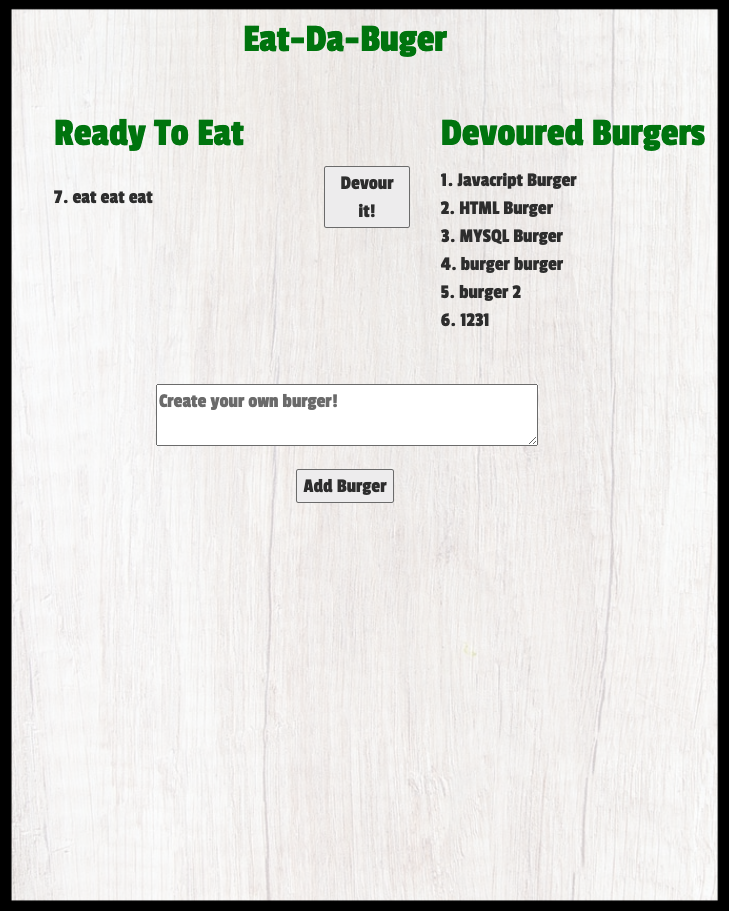 Eat-Da-Buger
Ready To Eat
7. eat eat eat
Devour
it!
Devoured Burgers
1. Javacript Burger
2. HTML Burger
3. MYSQL Burger
4. burger burger
5. burger 2
6. 1231
Create your own burger!
Add Burger